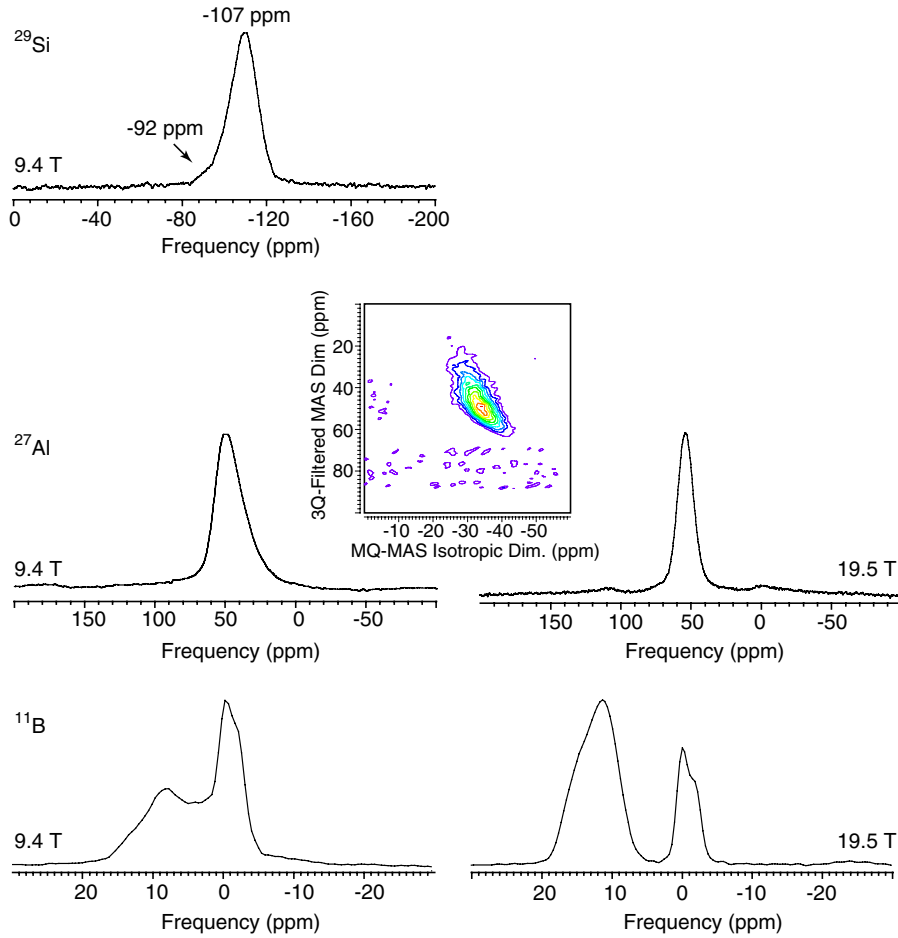 -107 ppm
²⁹Si
-92 ppm
9.4 T
0 -40 -80 -120 -160 -200
Frequency (ppm)
3Q-Filtered MAS Dim (ppm)
20
40
60
80
-10 -20 -30 -40 -50
MQ-MAS Isotropic Dim. (ppm)
²⁷Al
9.4 T
150 100 50 0 -50
Frequency (ppm)
19.5 T
150 100 50 0 -50
Frequency (ppm)
¹¹B
9.4 T
20 10 0 -10 -20
Frequency (ppm)
19.5 T
20 10 0 -10 -20
Frequency (ppm)